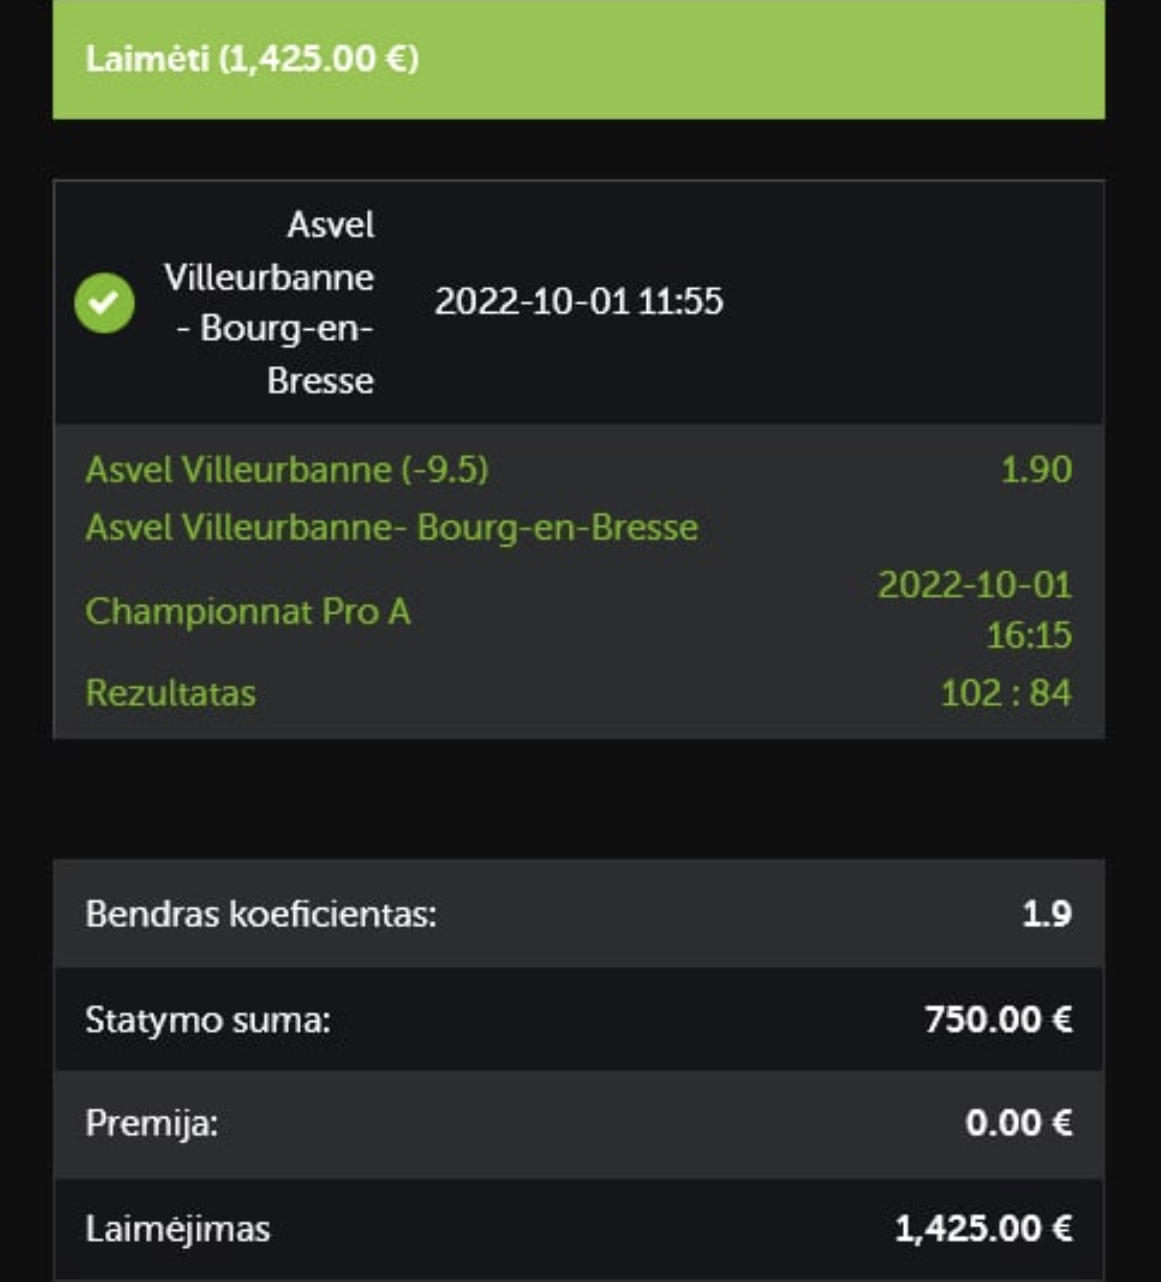 Laimėti (1,425.00 €)
Asvel
Villeurbanne
- Bourg-en-
Bresse
2022-10-01 11:55
Asvel Villeurbanne (-9.5) 1.90
Asvel Villeurbanne- Bourg-en-Bresse
Championnat Pro A 2022-10-01
16:15
Rezultatas 102 : 84
Bendras koeficientas: 1.9
Statymo suma: 750.00 €
Premija: 0.00 €
Laimėjimas 1,425.00 €